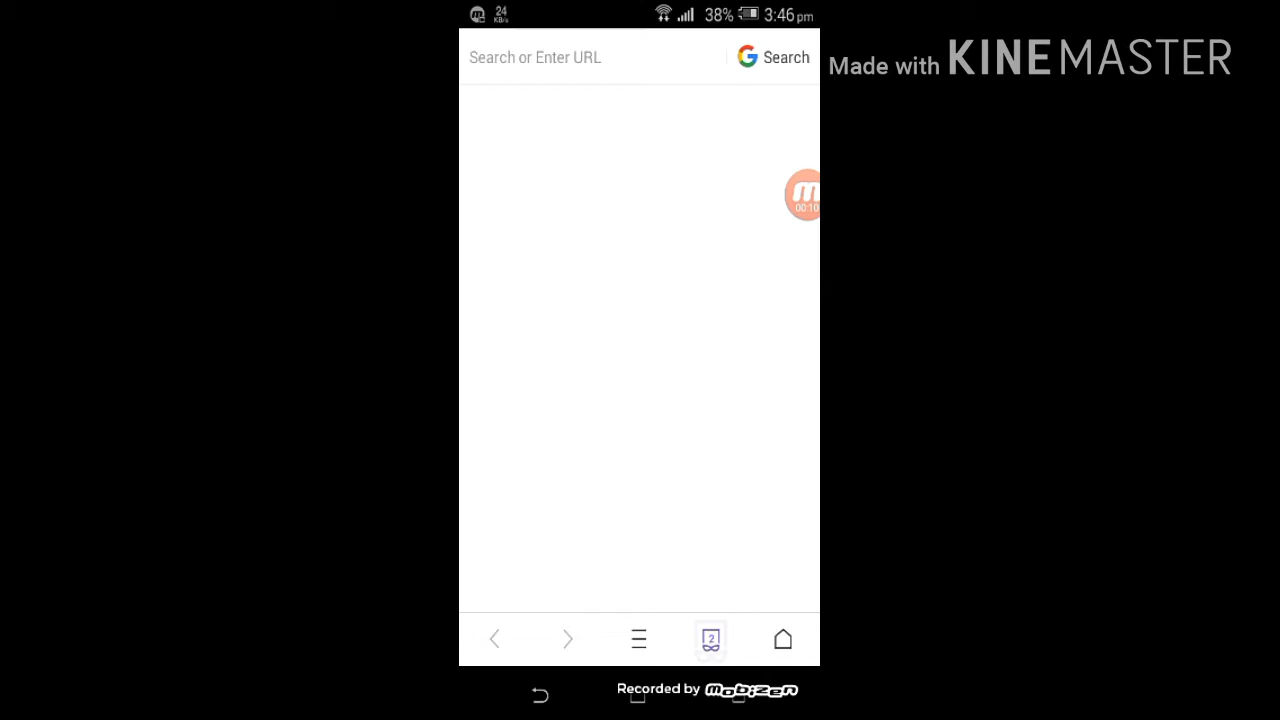 24
KB/s
38%
3:46 pm
Search or Enter URL
G Search
Made with KINEMASTER
m
00:10
2
Recorded by mobizen